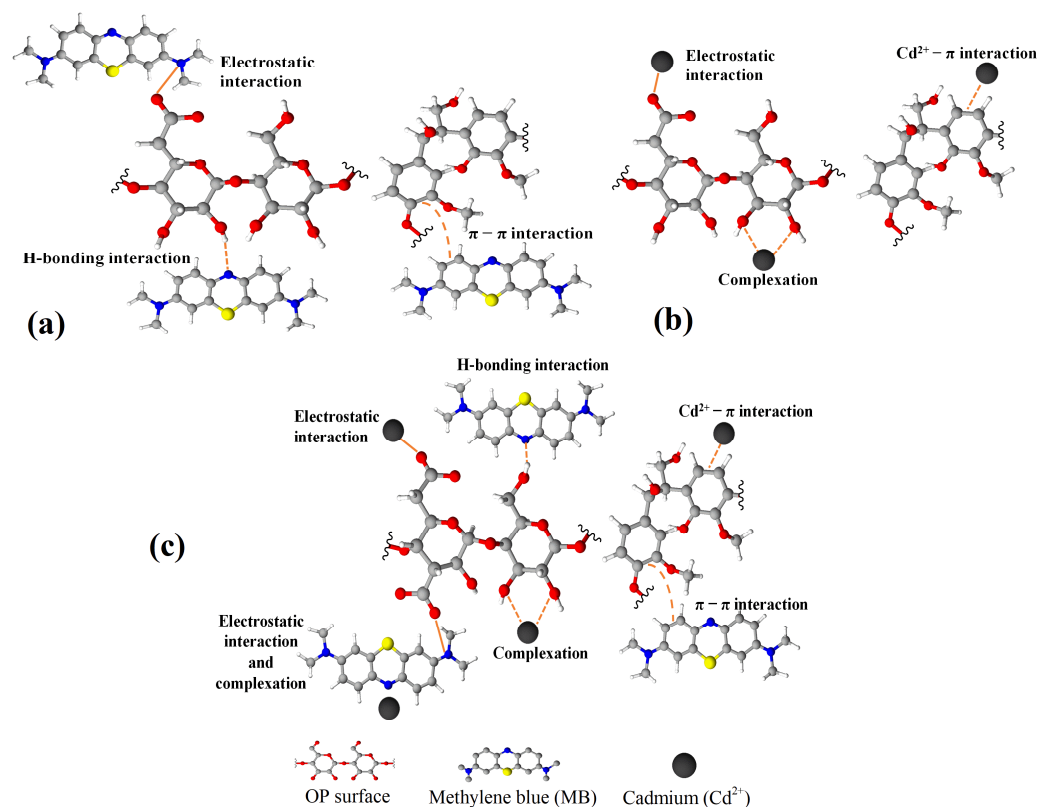 Electrostatic
interaction
H-bonding interaction
π – π interaction
(a)
Electrostatic
interaction
Cd²⁺ – π interaction
Complexation
(b)
H-bonding interaction
Electrostatic
interaction
Cd²⁺ – π interaction
(c)
Electrostatic
interaction
and
complexation
Complexation
π – π interaction
OP surface
Methylene blue (MB)
Cadmium (Cd²⁺)